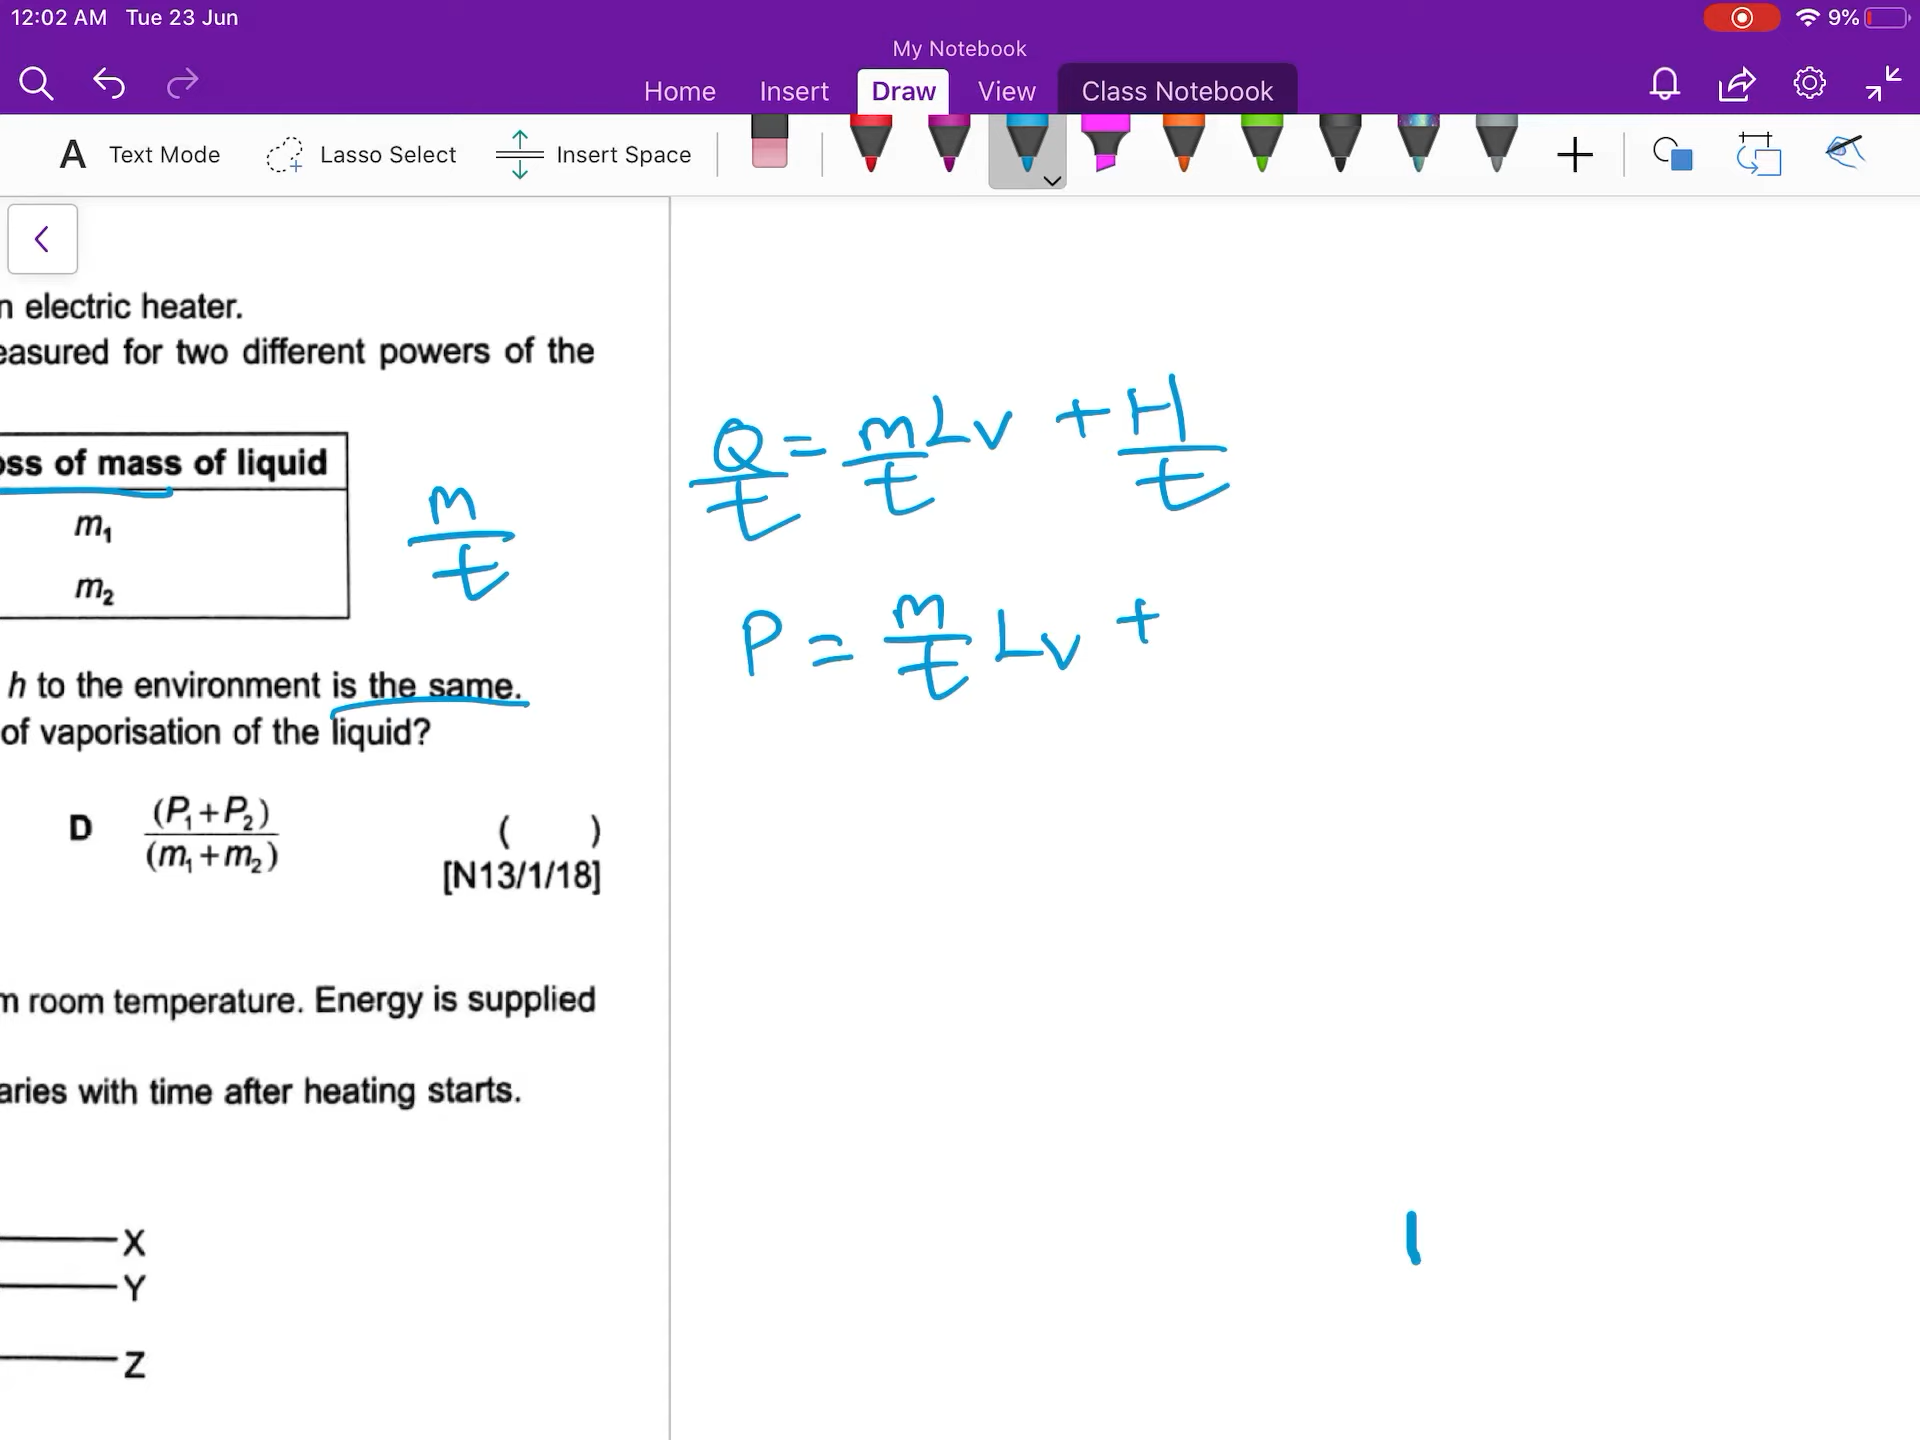 12:02 AM Tue 23 Jun
9%
My Notebook
Home Insert Draw View Class Notebook
A Text Mode Lasso Select Insert Space
n electric heater.
easured for two different powers of the
oss of mass of liquid
m₁
m₂
m/t
h to the environment is the same.
of vaporisation of the liquid?
D (P₁+P₂)/(m₁+m₂) ( )
[N13/1/18]
m room temperature. Energy is supplied
aries with time after heating starts.
X
Y
Z
Q/t = m/t Lv + H/t
P = m/t Lv +